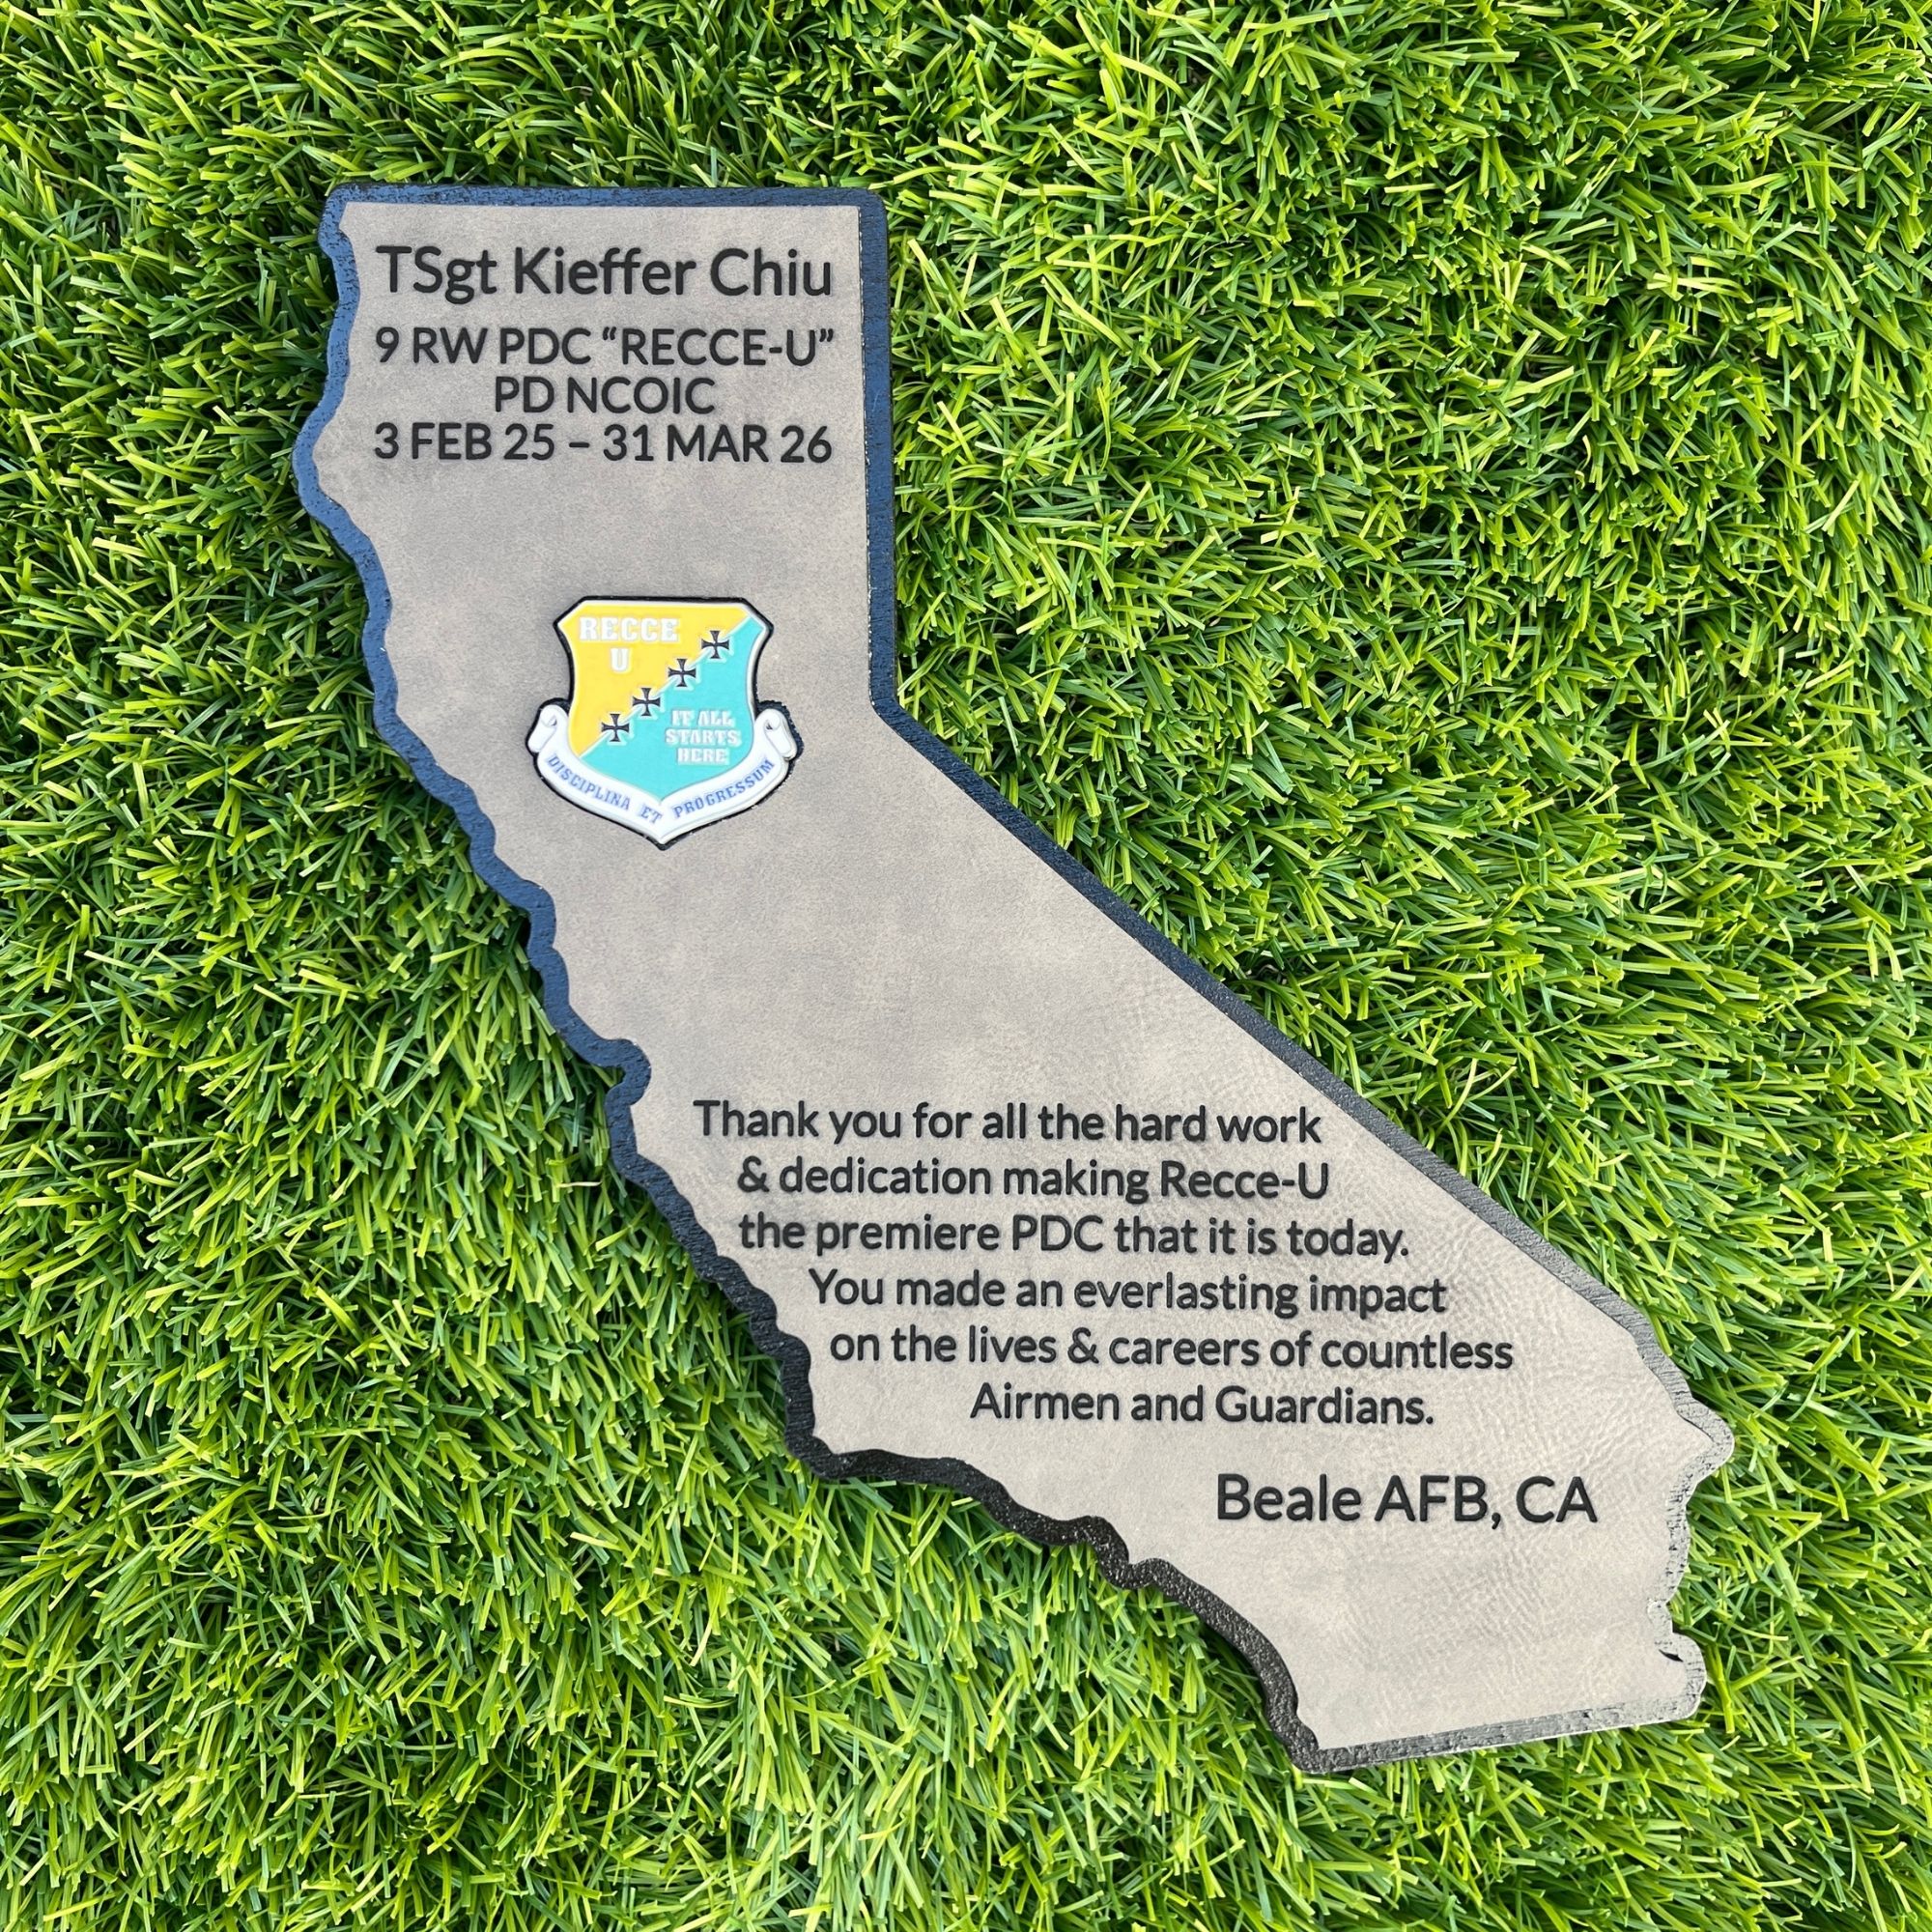 TSgt Kieffer Chiu
9 RW PDC “RECCE-U”
PD NCOIC
3 FEB 25 – 31 MAR 26
RECCE
U
IT ALL
STARTS
HERE
DISCIPLINA ET PROGRESSUM
Thank you for all the hard work
& dedication making Recce-U
the premiere PDC that it is today.
You made an everlasting impact
on the lives & careers of countless
Airmen and Guardians.
Beale AFB, CA